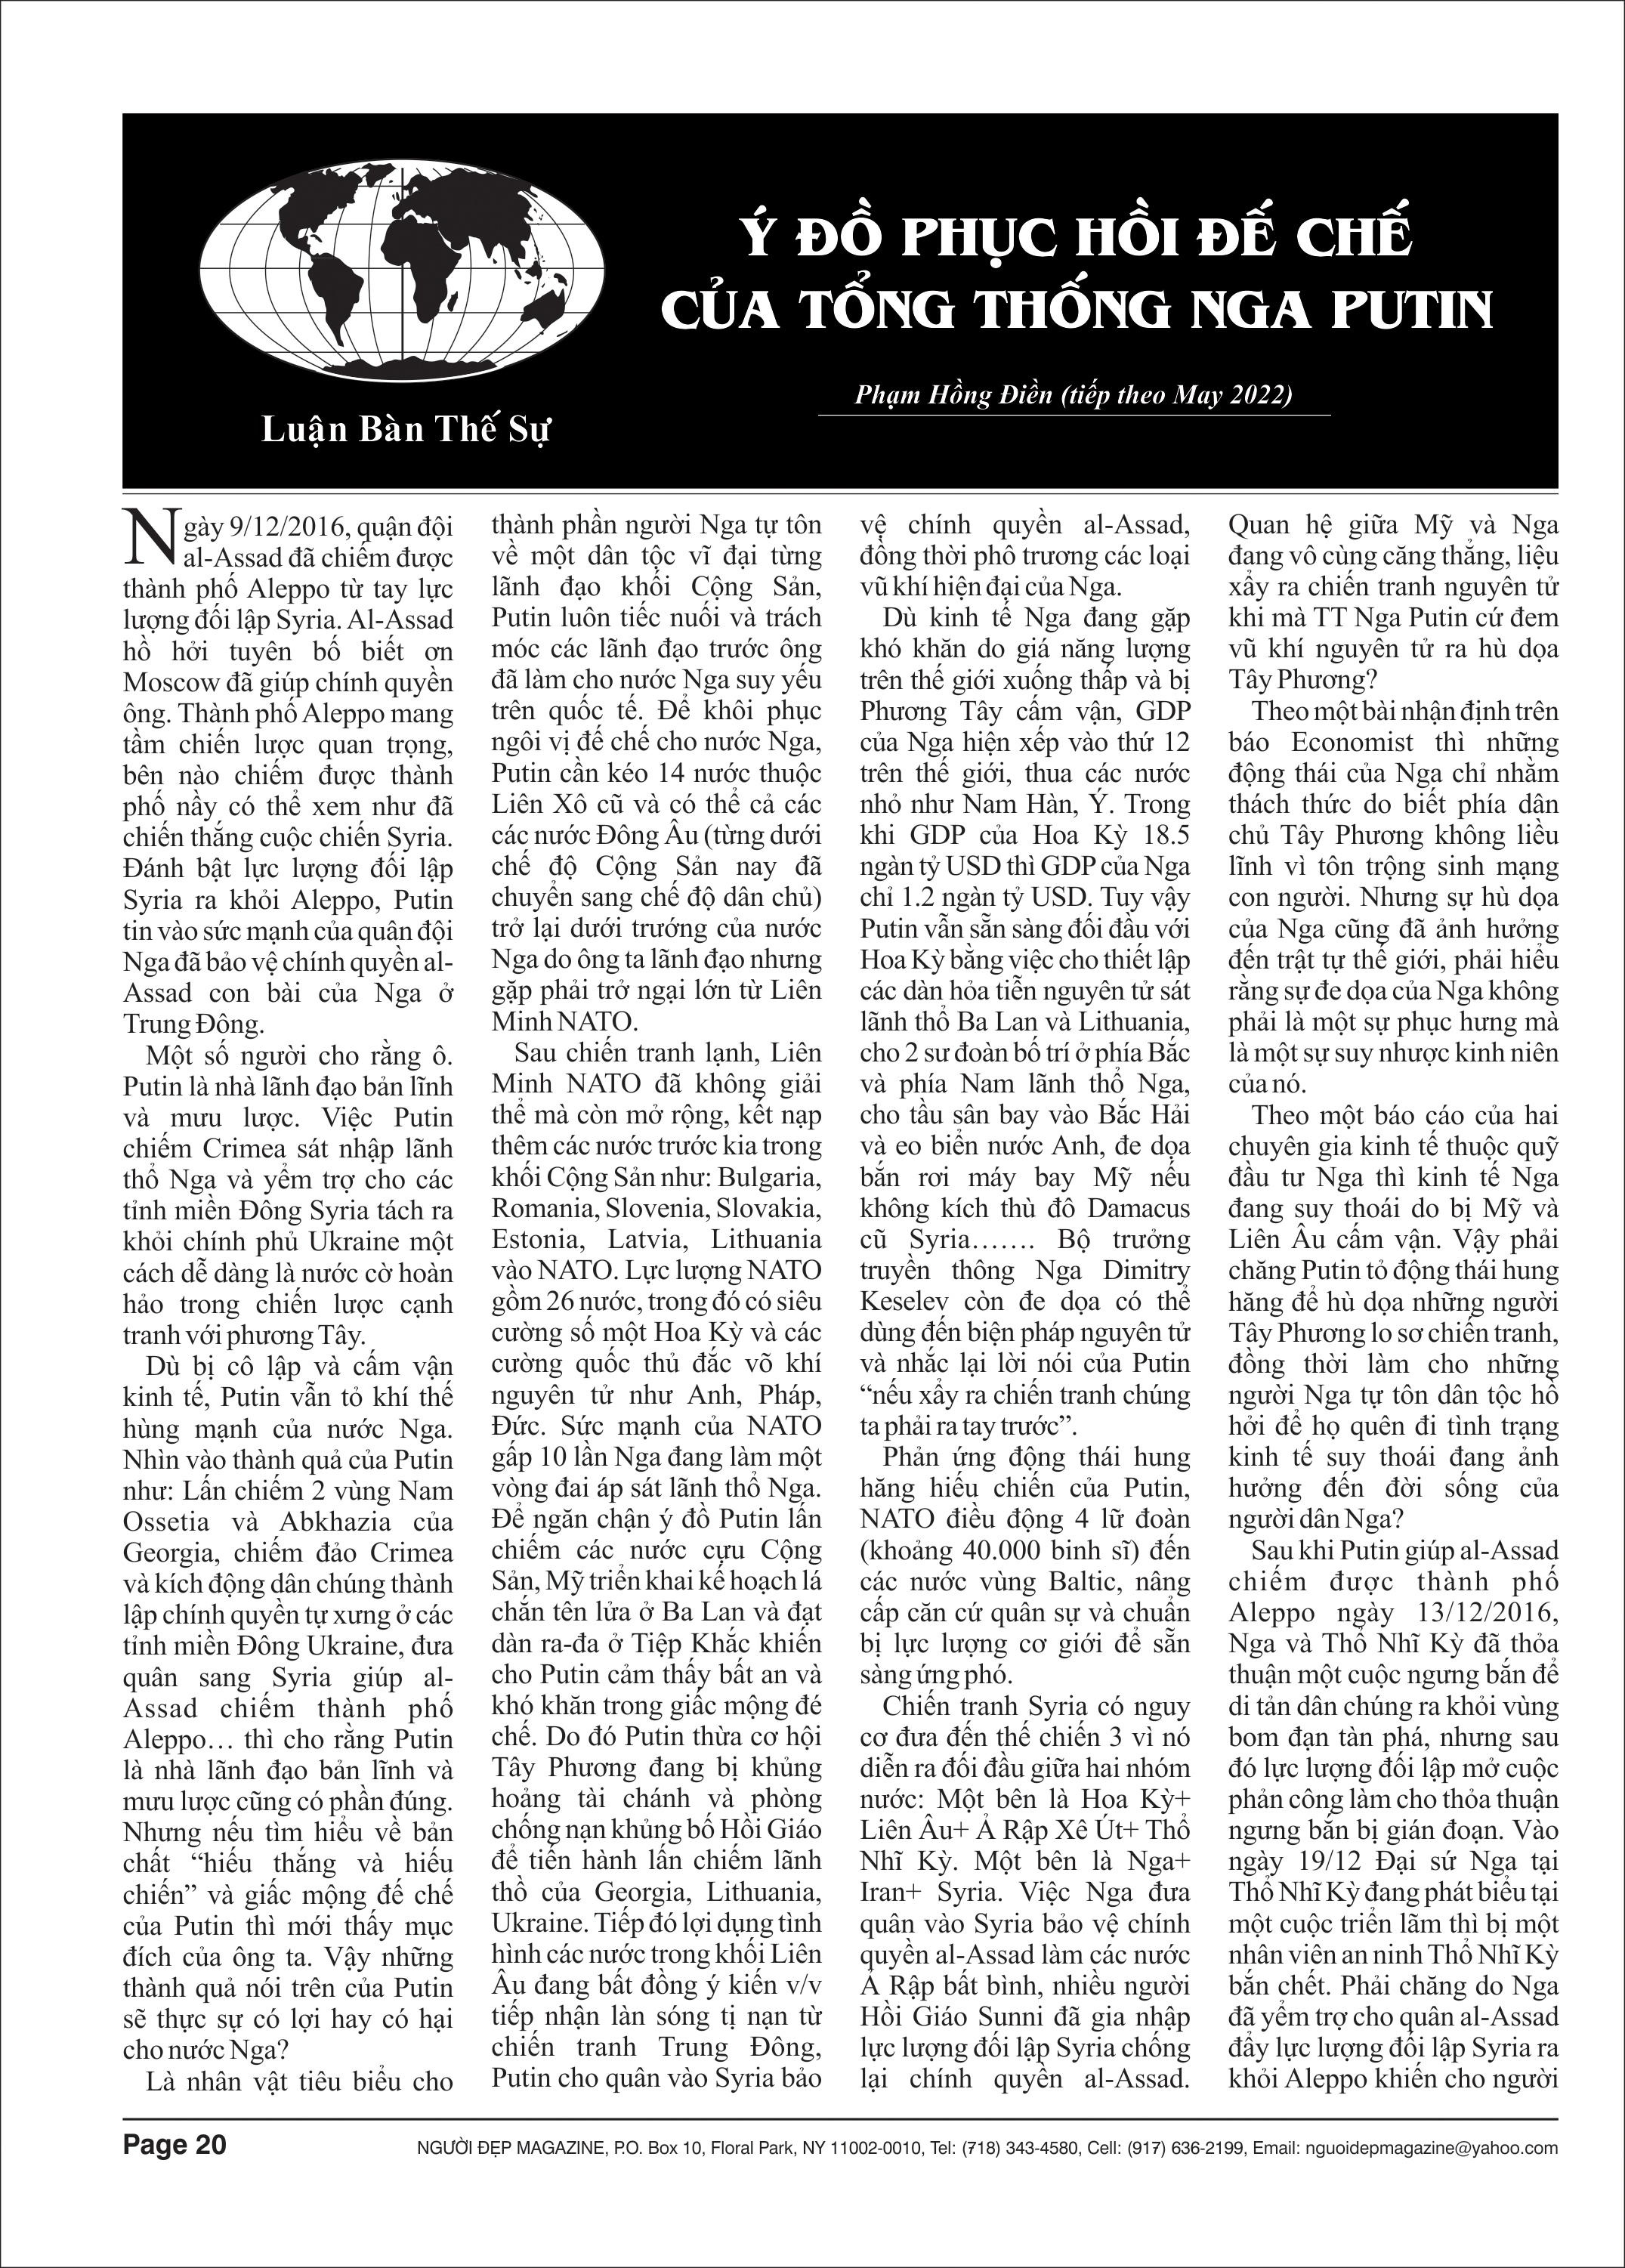 Ý ĐỒ PHỤC HỒI ĐẾ CHẾ
CỦA TỔNG THỐNG NGA PUTIN
Phạm Hồng Điền (tiếp theo May 2022)
Luận Bàn Thế Sự
Ngày 9/12/2016, quận đội
al-Assad đã chiếm được
thành phố Aleppo từ tay lực
lượng đối lập Syria. Al-Assad
hồ hởi tuyên bố biết ơn
Moscow đã giúp chính quyền
ông. Thành phố Aleppo mang
tầm chiến lược quan trọng,
bên nào chiếm được thành
phố nầy có thể xem như đã
chiến thắng cuộc chiến Syria.
Đánh bật lực lượng đối lập
Syria ra khỏi Aleppo, Putin
tin vào sức mạnh của quân đội
Nga đã bảo vệ chính quyền al-
Assad con bài của Nga ở
Trung Đông.
Một số người cho rằng ô.
Putin là nhà lãnh đạo bản lĩnh
và mưu lược. Việc Putin
chiếm Crimea sát nhập lãnh
thổ Nga và yểm trợ cho các
tỉnh miền Đông Syria tách ra
khỏi chính phủ Ukraine một
cách dễ dàng là nước cờ hoàn
hảo trong chiến lược cạnh
tranh với phương Tây.
Dù bị cô lập và cấm vận
kinh tế, Putin vẫn tỏ khí thế
hùng mạnh của nước Nga.
Nhìn vào thành quả của Putin
như: Lấn chiếm 2 vùng Nam
Ossetia và Abkhazia của
Georgia, chiếm đảo Crimea
và kích động dân chúng thành
lập chính quyền tự xưng ở các
tỉnh miền Đông Ukraine, đưa
quân sang Syria giúp al-
Assad chiếm thành phố
Aleppo… thì cho rằng Putin
là nhà lãnh đạo bản lĩnh và
mưu lược cũng có phần đúng.
Nhưng nếu tìm hiểu về bản
chất “hiếu thắng và hiếu
chiến” và giấc mộng đế chế
của Putin thì mới thấy mục
đích của ông ta. Vậy những
thành quả nói trên của Putin
sẽ thực sự có lợi hay có hại
cho nước Nga?
Là nhân vật tiêu biểu cho
thành phần người Nga tự tôn
về một dân tộc vĩ đại từng
lãnh đạo khối Cộng Sản,
Putin luôn tiếc nuối và trách
móc các lãnh đạo trước ông
đã làm cho nước Nga suy yếu
trên quốc tế. Để khôi phục
ngôi vị đế chế cho nước Nga,
Putin cần kéo 14 nước thuộc
Liên Xô cũ và có thể cả các
các nước Đông Âu (từng dưới
chế độ Cộng Sản nay đã
chuyển sang chế độ dân chủ)
trở lại dưới trướng của nước
Nga do ông ta lãnh đạo nhưng
gặp phải trở ngại lớn từ Liên
Minh NATO.
Sau chiến tranh lạnh, Liên
Minh NATO đã không giải
thể mà còn mở rộng, kết nạp
thêm các nước trước kia trong
khối Cộng Sản như: Bulgaria,
Romania, Slovenia, Slovakia,
Estonia, Latvia, Lithuania
vào NATO. Lực lượng NATO
gồm 26 nước, trong đó có siêu
cường số một Hoa Kỳ và các
cường quốc thủ đắc võ khí
nguyên tử như Anh, Pháp,
Đức. Sức mạnh của NATO
gấp 10 lần Nga đang làm một
vòng đai áp sát lãnh thổ Nga.
Để ngăn chận ý đồ Putin lấn
chiếm các nước cựu Cộng
Sản, Mỹ triển khai kế hoạch lá
chắn tên lửa ở Ba Lan và đạt
dàn ra-đa ở Tiệp Khắc khiến
cho Putin cảm thấy bất an và
khó khăn trong giấc mộng đé
chế. Do đó Putin thừa cơ hội
Tây Phương đang bị khủng
hoảng tài chánh và phòng
chống nạn khủng bố Hồi Giáo
để tiến hành lấn chiếm lãnh
thồ của Georgia, Lithuania,
Ukraine. Tiếp đó lợi dụng tình
hình các nước trong khối Liên
Âu đang bất đồng ý kiến v/v
tiếp nhận làn sóng tị nạn từ
chiến tranh Trung Đông,
Putin cho quân vào Syria bảo
vệ chính quyền al-Assad,
đồng thời phô trương các loại
vũ khí hiện đại của Nga.
Dù kinh tế Nga đang gặp
khó khăn do giá năng lượng
trên thế giới xuống thấp và bị
Phương Tây cấm vận, GDP
của Nga hiện xếp vào thứ 12
trên thế giới, thua các nước
nhỏ như Nam Hàn, Ý. Trong
khi GDP của Hoa Kỳ 18.5
ngàn tỷ USD thì GDP của Nga
chỉ 1.2 ngàn tỷ USD. Tuy vậy
Putin vẫn sẵn sàng đối đầu với
Hoa Kỳ bằng việc cho thiết lập
các dàn hỏa tiễn nguyên tử sát
lãnh thổ Ba Lan và Lithuania,
cho 2 sư đoàn bố trí ở phía Bắc
và phía Nam lãnh thổ Nga,
cho tầu sân bay vào Bắc Hải
và eo biển nước Anh, đe dọa
bắn rơi máy bay Mỹ nếu
không kích thù đô Damacus
cũ Syria……. Bộ trưởng
truyền thông Nga Dimitry
Keselev còn đe dọa có thể
dùng đến biện pháp nguyên tử
và nhắc lại lời nói của Putin
“nếu xẩy ra chiến tranh chúng
ta phải ra tay trước”.
Phản ứng động thái hung
hăng hiếu chiến của Putin,
NATO điều động 4 lữ đoàn
(khoảng 40.000 binh sĩ) đến
các nước vùng Baltic, nâng
cấp căn cứ quân sự và chuẩn
bị lực lượng cơ giới để sẵn
sàng ứng phó.
Chiến tranh Syria có nguy
cơ đưa đến thế chiến 3 vì nó
diễn ra đối đầu giữa hai nhóm
nước: Một bên là Hoa Kỳ+
Liên Âu+ Ả Rập Xê Út+ Thổ
Nhĩ Kỳ. Một bên là Nga+
Iran+ Syria. Việc Nga đưa
quân vào Syria bảo vệ chính
quyền al-Assad làm các nước
Ả Rập bất bình, nhiều người
Hồi Giáo Sunni đã gia nhập
lực lượng đối lập Syria chống
lại chính quyền al-Assad.
Quan hệ giữa Mỹ và Nga
đang vô cùng căng thẳng, liệu
xẩy ra chiến tranh nguyên tử
khi mà TT Nga Putin cứ đem
vũ khí nguyên tử ra hù dọa
Tây Phương?
Theo một bài nhận định trên
báo Economist thì những
động thái của Nga chỉ nhằm
thách thức do biết phía dân
chủ Tây Phương không liều
lĩnh vì tôn trộng sinh mạng
con người. Nhưng sự hù dọa
của Nga cũng đã ảnh hưởng
đến trật tự thế giới, phải hiểu
rằng sự đe dọa của Nga không
phải là một sự phục hưng mà
là một sự suy nhược kinh niên
của nó.
Theo một báo cáo của hai
chuyên gia kinh tế thuộc quỹ
đầu tư Nga thì kinh tế Nga
đang suy thoái do bị Mỹ và
Liên Âu cấm vận. Vậy phải
chăng Putin tỏ động thái hung
hăng để hù dọa những người
Tây Phương lo sơ chiến tranh,
đồng thời làm cho những
người Nga tự tôn dân tộc hồ
hởi để họ quên đi tình trạng
kinh tế suy thoái đang ảnh
hưởng đến đời sống của
người dân Nga?
Sau khi Putin giúp al-Assad
chiếm được thành phố
Aleppo ngày 13/12/2016,
Nga và Thổ Nhĩ Kỳ đã thỏa
thuận một cuộc ngưng bắn để
di tản dân chúng ra khỏi vùng
bom đạn tàn phá, nhưng sau
đó lực lượng đối lập mở cuộc
phản công làm cho thỏa thuận
ngưng bắn bị gián đoạn. Vào
ngày 19/12 Đại sứ Nga tại
Thổ Nhĩ Kỳ đang phát biểu tại
một cuộc triển lãm thì bị một
nhân viên an ninh Thổ Nhĩ Kỳ
bắn chết. Phải chăng do Nga
đã yểm trợ cho quân al-Assad
đẩy lực lượng đối lập Syria ra
khỏi Aleppo khiến cho người
Page 20
NGƯỜI ĐẸP MAGAZINE, P.O. Box 10, Floral Park, NY 11002-0010, Tel: (718) 343-4580, Cell: (917) 636-2199, Email: nguoidepmagazine@yahoo.com